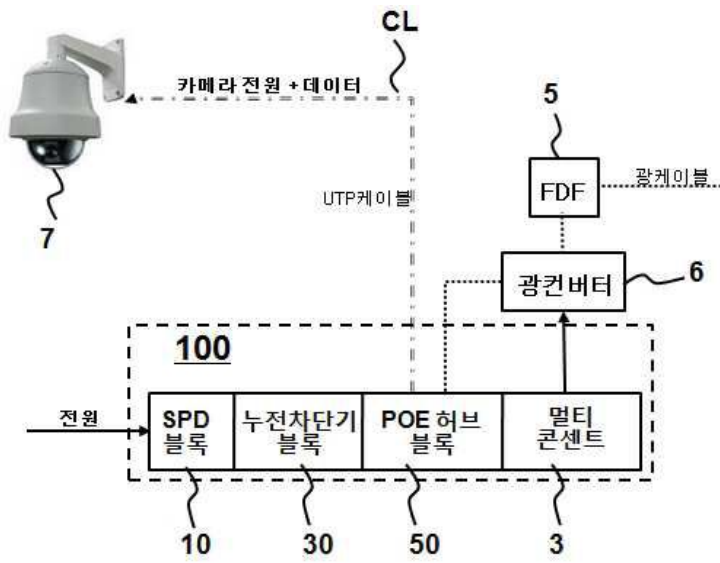 CL
카메라 전원 + 데이터
5
FDF
광케이블
7
UTP케이블
광컨버터
6
100
전원
SPD
블록
누전차단기
블록
POE 허브
블록
멀티
콘센트
10
30
50
3